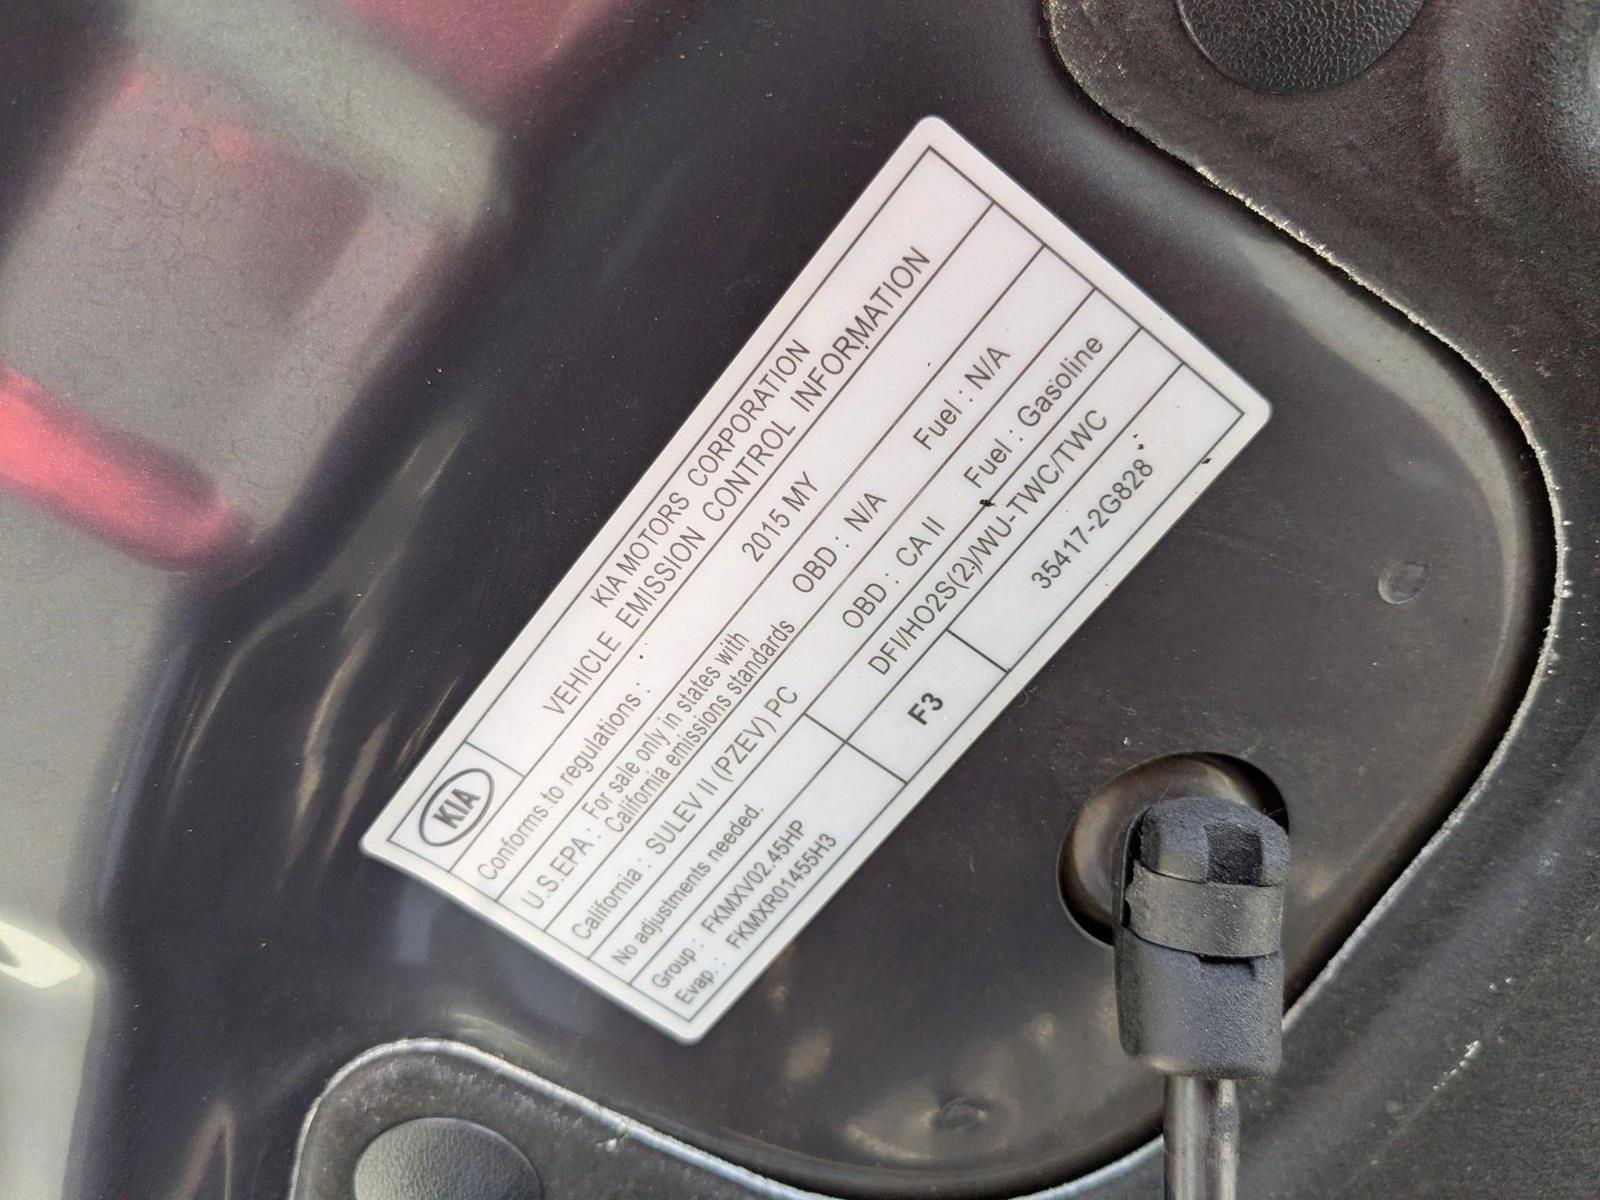 KIA
KIA MOTORS CORPORATION
VEHICLE EMISSION CONTROL INFORMATION
Conforms to regulations : 2015 MY
U.S.EPA : For sale only in states with California emissions standards OBD : N/A Fuel : N/A
California : SULEV II (PZEV) PC OBD : CA II Fuel : Gasoline
No adjustments needed. DFI/HO2S(2)/WU-TWC/TWC
Group : FKMXV02.45HP
Evap. : FKMXR01455H3
F3
35417-2G828